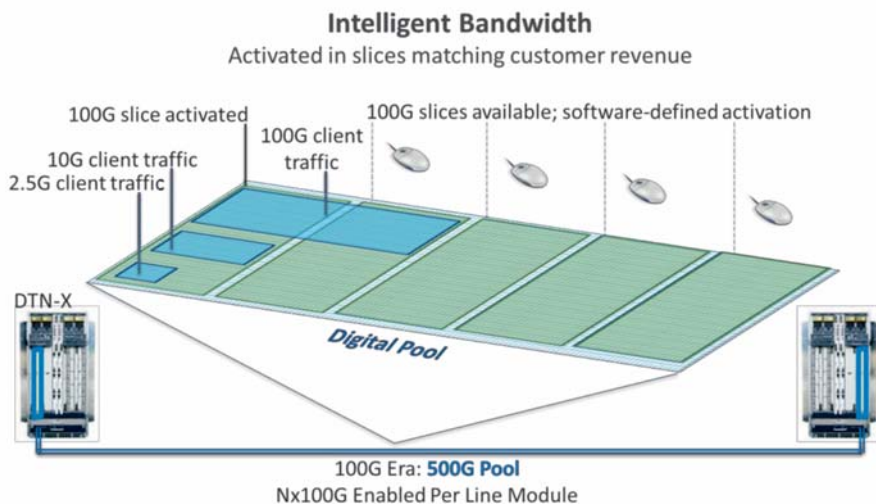 Intelligent Bandwidth
Activated in slices matching customer revenue
100G slice activated
100G slices available; software-defined activation
10G client traffic
100G client
traffic
2.5G client traffic
DTN-X
Digital Pool
100G Era: 500G Pool
Nx100G Enabled Per Line Module